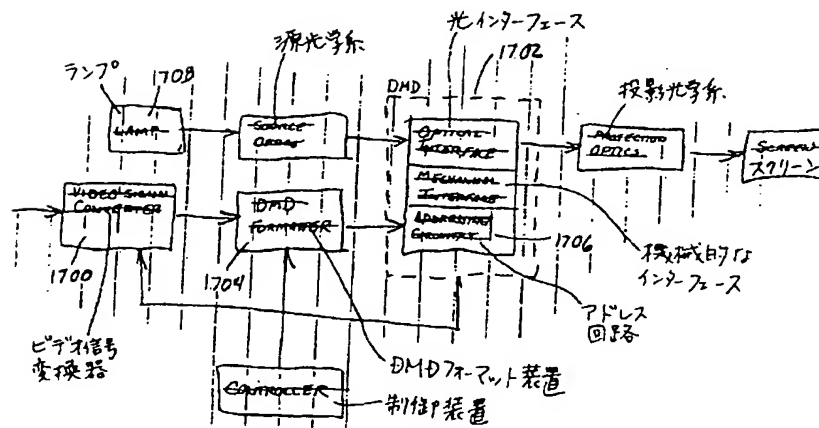 光インターフェース
源光学系
1702
ランプ
1708
DMD
投影光学系
LAMP
SOURCE
OPTICS
OPTICAL
INTERFACE
PROJECTION
OPTICS
SCREEN
スクリーン
MECHANICAL
INTERFACE
VIDEO SIGNAL
CONVERTER
DMD
FORMATTER
ADDRESSING
CIRCUITRY
1706
機械的な
インターフェース
1700
1704
アドレス
回路
ビデオ信号
変換器
DMDフォーマット装置
CONTROLLER
制御装置